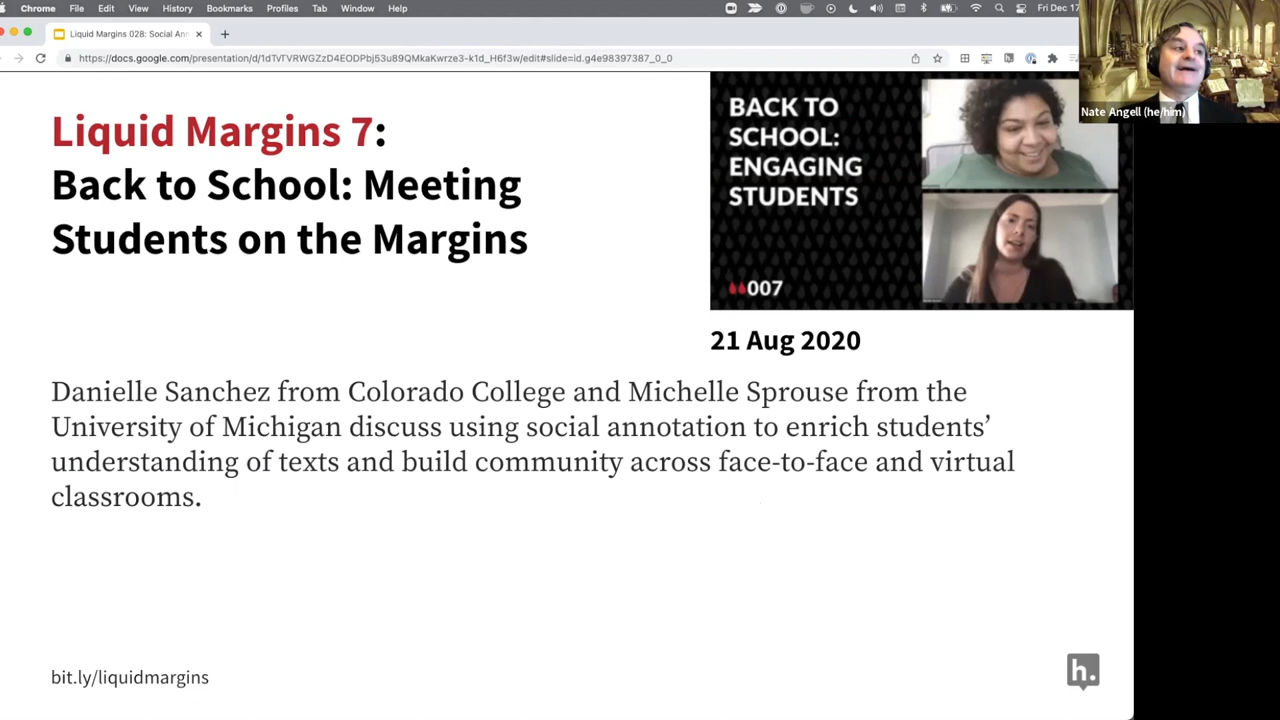 Chrome File Edit View History Bookmarks Profiles Tab Window Help Fri Dec 17
Liquid Margins 028: Social An
https://docs.google.com/presentation/d/1dTvTVRWGZzD4EODPbj53u89QMkaKwrze3-k1d_H6f3w/edit#slide=id.g4e98397387_0_0
Nate Angell (he/him)
Liquid Margins 7:
Back to School: Meeting
Students on the Margins
BACK TO
SCHOOL:
ENGAGING
STUDENTS
007
21 Aug 2020
Danielle Sanchez from Colorado College and Michelle Sprouse from the
University of Michigan discuss using social annotation to enrich students’
understanding of texts and build community across face-to-face and virtual
classrooms.
bit.ly/liquidmargins
h.